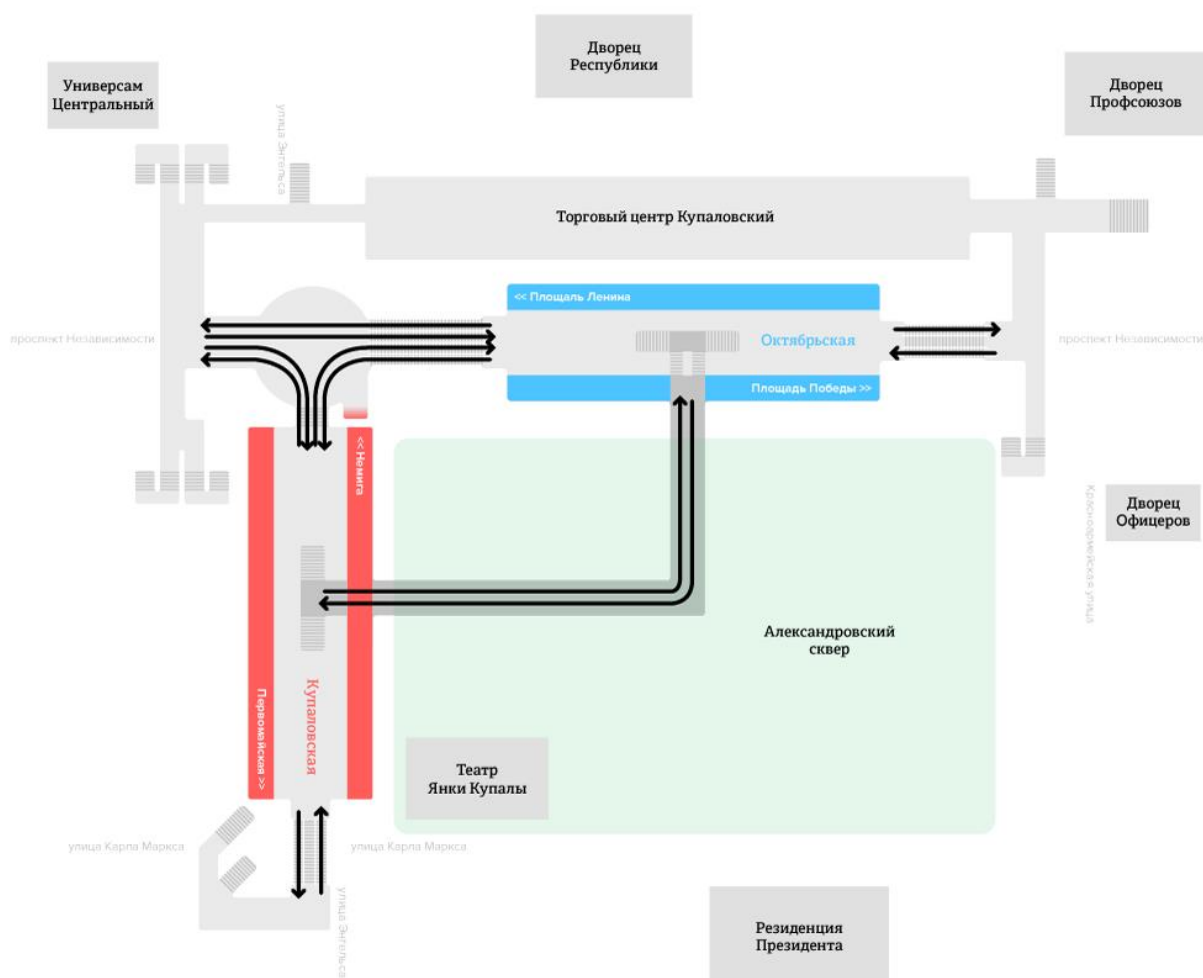 Дворец
Республики
Универсам
Центральный
Дворец
Профсоюзов
улица Энгельса
Торговый центр Купаловский
<< Площаль Ленина
проспект Независимости
Октябрьская
проспект Независимости
Площадь Победы >>
<< Немига
Дворец
Офицеров
Красноармейская улица
Александровский
сквер
Первомайская >>
Купаловская
Театр
Янки Купалы
улица Карла Маркса
улица Карла Маркса
улица Энгельса
Резиденция
Президента